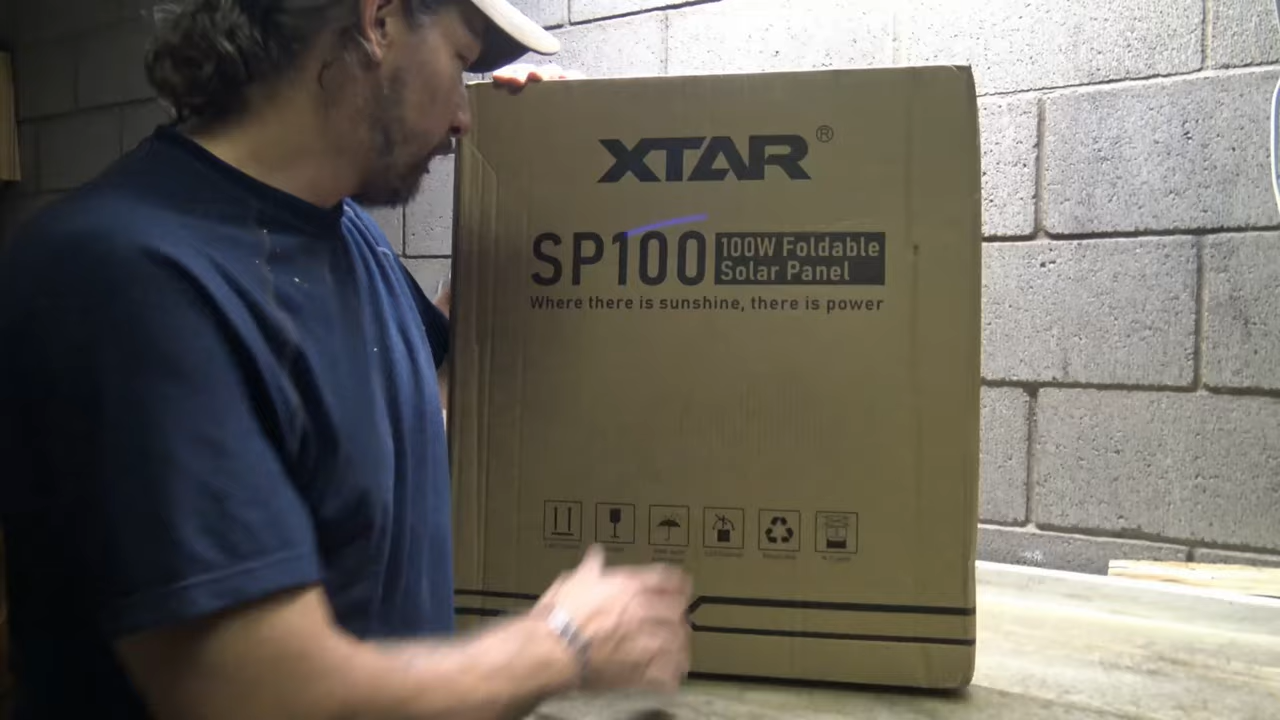 XTAR®
SP100
100W Foldable
Solar Panel
Where there is sunshine, there is power